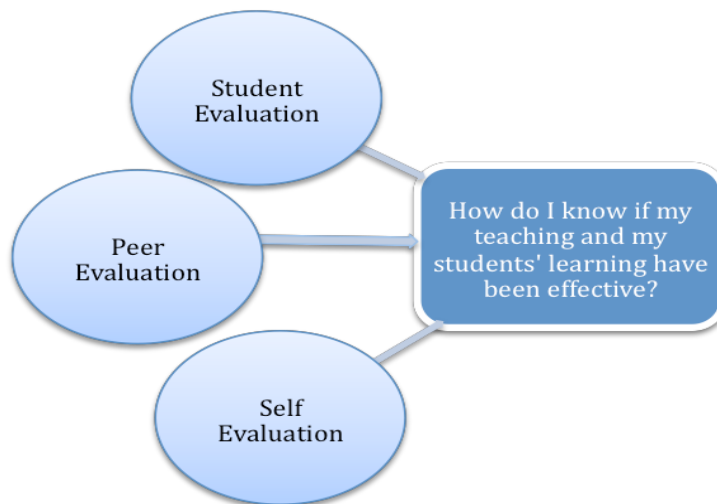 Student
Evaluation
Peer
Evaluation
Self
Evaluation
How do I know if my
teaching and my
students' learning have
been effective?